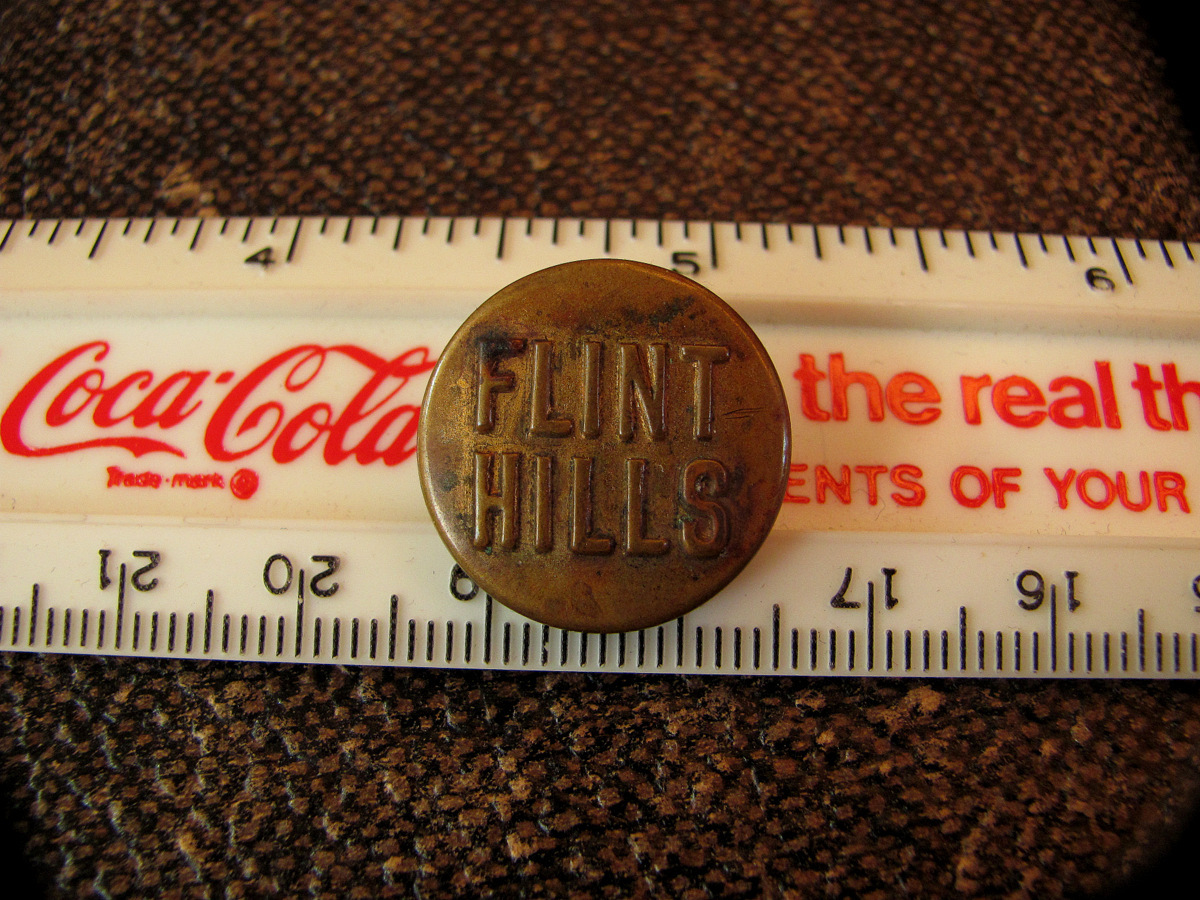 4 5 6
Coca-Cola
Trade-mark ®
the real th
ENTS OF YOUR
FLINT
HILLS
21 20 9 17 16